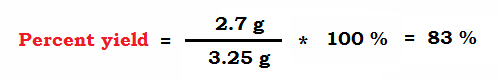 2.7 g
Percent yield = * 100 % = 83 %
3.25 g